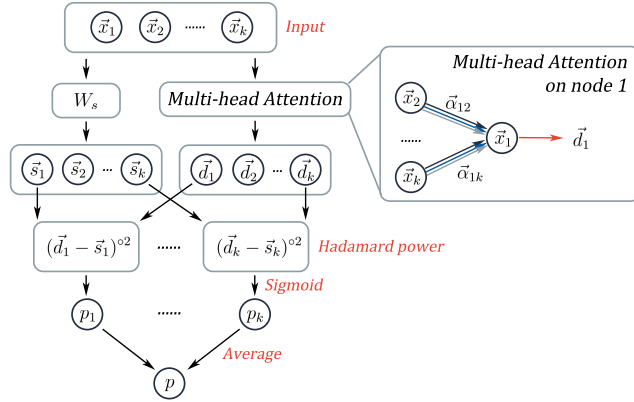 x⃗₁ x⃗₂ ...... x⃗ₖ Input
Wₛ
Multi-head Attention
Multi-head Attention
on node 1
x⃗₂
α⃗₁₂
......
x⃗₁
d⃗₁
x⃗ₖ
α⃗₁ₖ
s⃗₁ s⃗₂ ... s⃗ₖ
d⃗₁ d⃗₂ ... d⃗ₖ
(d⃗₁ − s⃗₁)°² ...... (d⃗ₖ − s⃗ₖ)°² Hadamard power
Sigmoid
p₁ ...... pₖ
Average
p